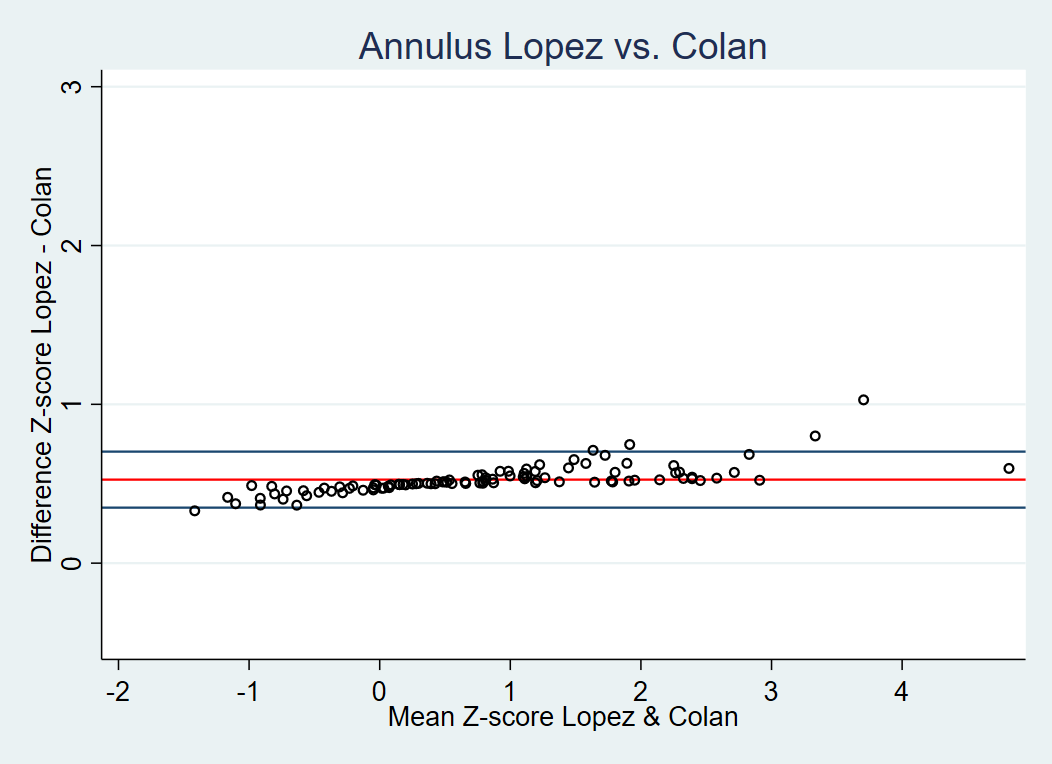 Annulus Lopez vs. Colan
Difference Z-score Lopez - Colan
3
2
1
0
-2 -1 0 1 2 3 4
Mean Z-score Lopez & Colan